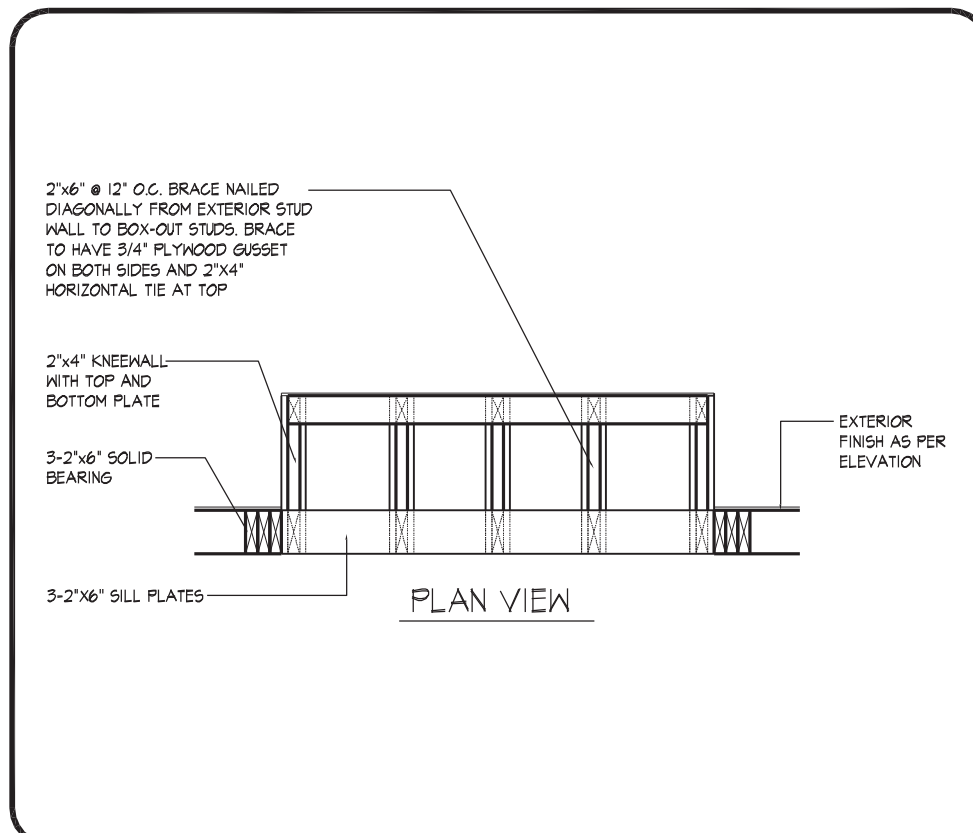 2"x6" @ 12" O.C. BRACE NAILED
DIAGONALLY FROM EXTERIOR STUD
WALL TO BOX-OUT STUDS. BRACE
TO HAVE 3/4" PLYWOOD GUSSET
ON BOTH SIDES AND 2"X4"
HORIZONTAL TIE AT TOP
2"x4" KNEEWALL
WITH TOP AND
BOTTOM PLATE
3-2"x6" SOLID
BEARING
3-2"X6" SILL PLATES
EXTERIOR
FINISH AS PER
ELEVATION
PLAN VIEW